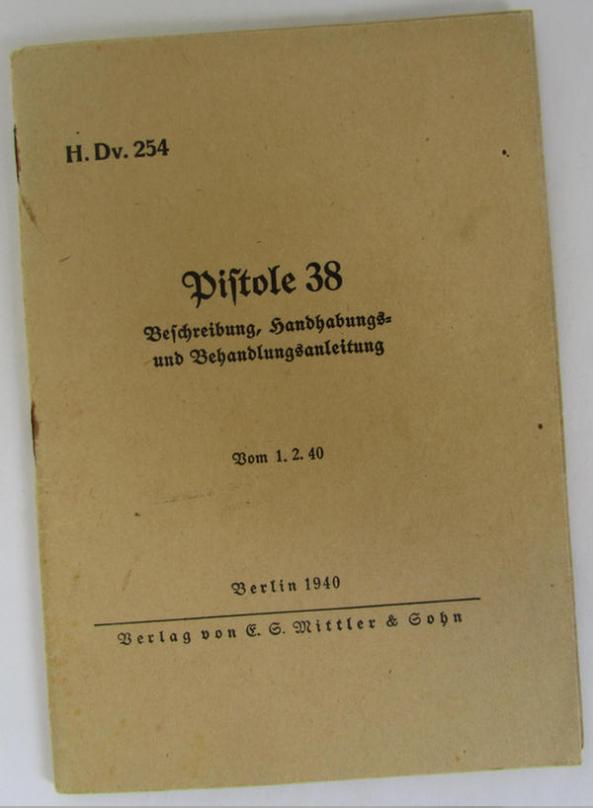 H. Dv. 254
Piſtole 38
Beſchreibung, Handhabungs-
und Behandlungsanleitung
Vom 1. 2. 40
Berlin 1940
Verlag von E. S. Mittler & Sohn